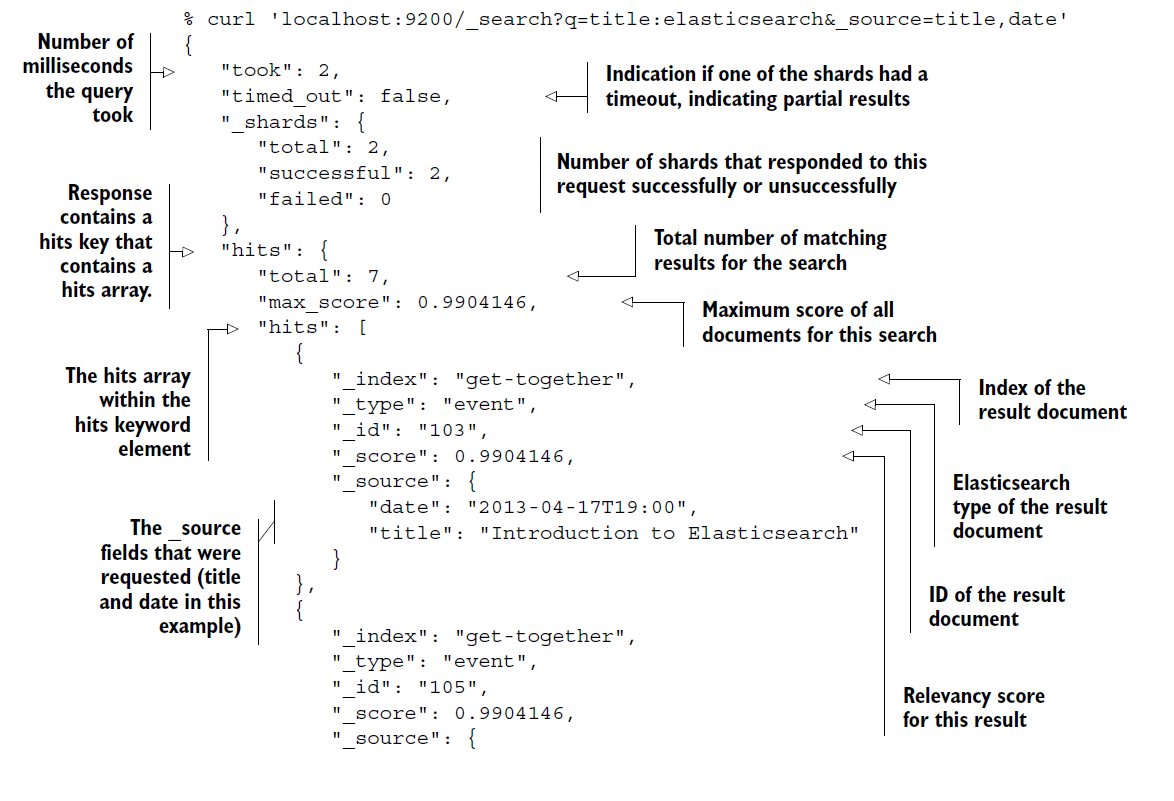 % curl 'localhost:9200/_search?q=title:elasticsearch&_source=title,date'
{
Number of
milliseconds
the query
took
"took": 2,
"timed_out": false,
Indication if one of the shards had a
timeout, indicating partial results
"_shards": {
"total": 2,
"successful": 2,
"failed": 0
},
Number of shards that responded to this
request successfully or unsuccessfully
Response
contains a
hits key that
contains a
hits array.
"hits": {
"total": 7,
Total number of matching
results for the search
"max_score": 0.9904146,
Maximum score of all
documents for this search
"hits": [
The hits array
within the
hits keyword
element
{
"_index": "get-together",
Index of the
result document
"_type": "event",
Elasticsearch
type of the result
document
"_id": "103",
ID of the result
document
"_score": 0.9904146,
Relevancy score
for this result
"_source": {
"date": "2013-04-17T19:00",
"title": "Introduction to Elasticsearch"
}
The _source
fields that were
requested (title
and date in this
example)
},
{
"_index": "get-together",
"_type": "event",
"_id": "105",
"_score": 0.9904146,
"_source": {